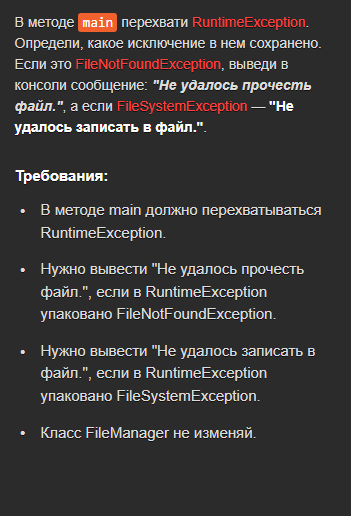 В методе main перехвати RuntimeException.
Определи, какое исключение в нем сохранено.
Если это FileNotFoundException, выведи в
консоли сообщение: "Не удалось прочесть
файл.", а если FileSystemException — "Не
удалось записать в файл.".
Требования:
• В методе main должно перехватываться
RuntimeException.
• Нужно вывести "Не удалось прочесть
файл.", если в RuntimeException
упаковано FileNotFoundException.
• Нужно вывести "Не удалось записать в
файл.", если в RuntimeException
упаковано FileSystemException.
• Класс FileManager не изменяй.